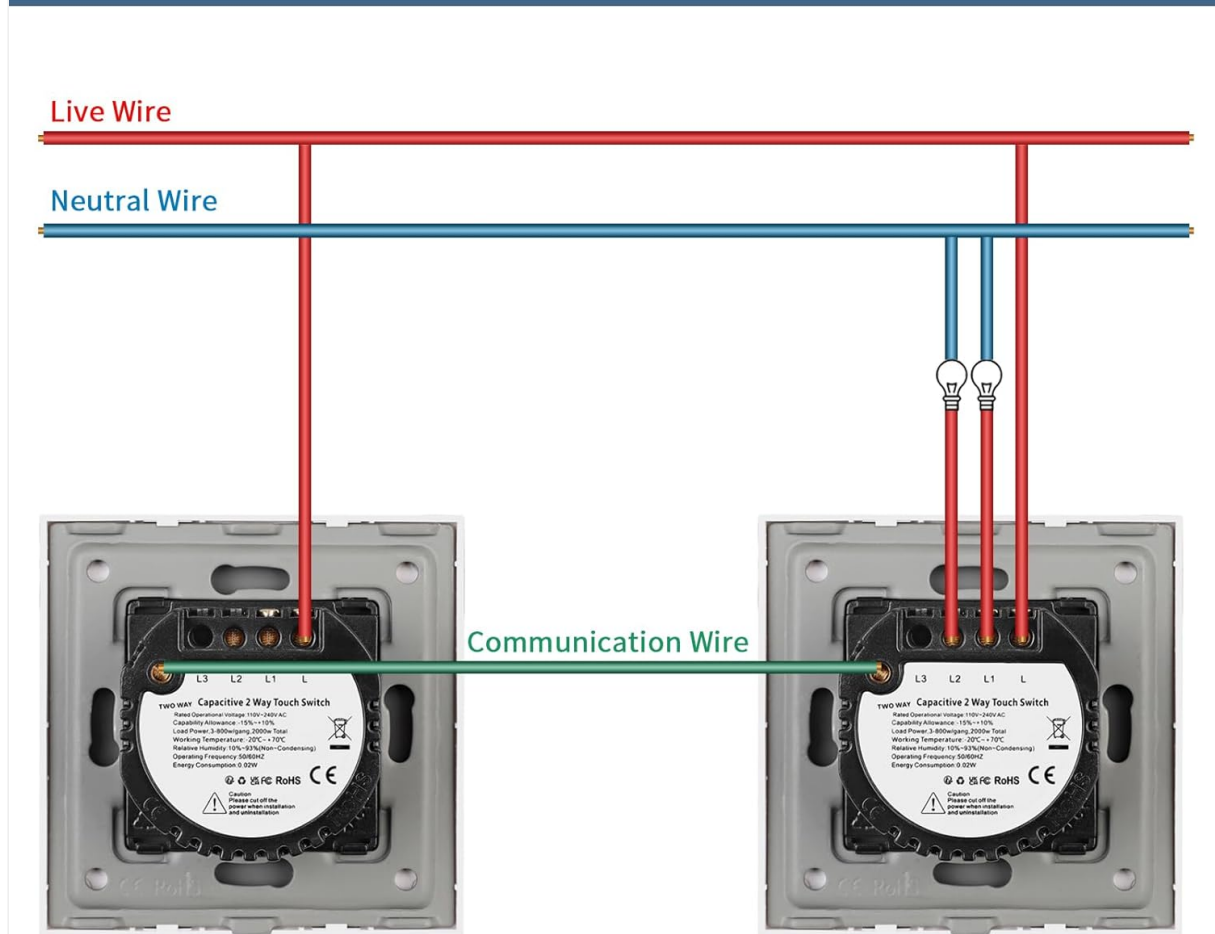 Live Wire
Neutral Wire
Communication Wire
L3 L2 L1 L
TWO WAY Capacitive 2 Way Touch Switch
Rated Operational Voltage:110V~240V AC
Capability Allowance:-15%~+10%
Load Power,3-800w/gang,2000w Total
Working Temperature:-20℃~+70℃
Relative Humidity:10%~93%(Non-Condensing)
Operating Frequency:50/60HZ
Energy Consumption:0.02W
FC RoHS CE
Caution
Please cut off the
power when installation
and uninstallation
CE RoHS
L3 L2 L1 L
TWO WAY Capacitive 2 Way Touch Switch
Rated Operational Voltage:110V~240V AC
Capability Allowance:-15%~+10%
Load Power,3-800w/gang,2000w Total
Working Temperature:-20℃~+70℃
Relative Humidity:10%~93%(Non-Condensing)
Operating Frequency:50/60HZ
Energy Consumption:0.02W
FC RoHS CE
Caution
Please cut off the
power when installation
and uninstallation
CE RoHS